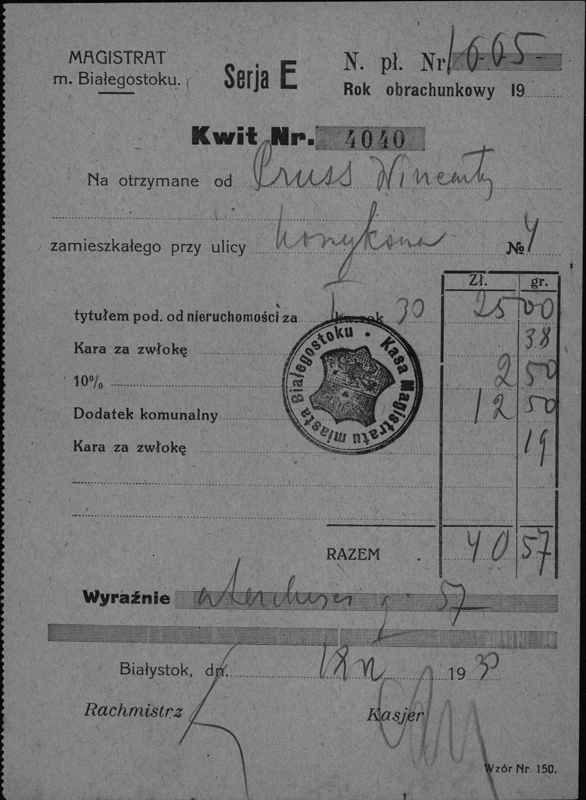 MAGISTRAT
m. Białegostoku.
Serja E
N. pł. Nr 1005-
Rok obrachunkowy 19
Kwit Nr. 4040
Na otrzymane od Pruss Wincenty
zamieszkałego przy ulicy № 4
Zł. gr.
tytułem pod. od nieruchomości za I kw. rok 30 25 00
Kara za zwłokę 38
10% 2 50
Dodatek komunalny 12 50
Kara za zwłokę 19
Kasa Magistratu miasta Białegostoku
RAZEM 40 57
Wyraźnie czterdzieści 57
Białystok, dn. 1930
Rachmistrz Kasjer
Wzór Nr. 150.